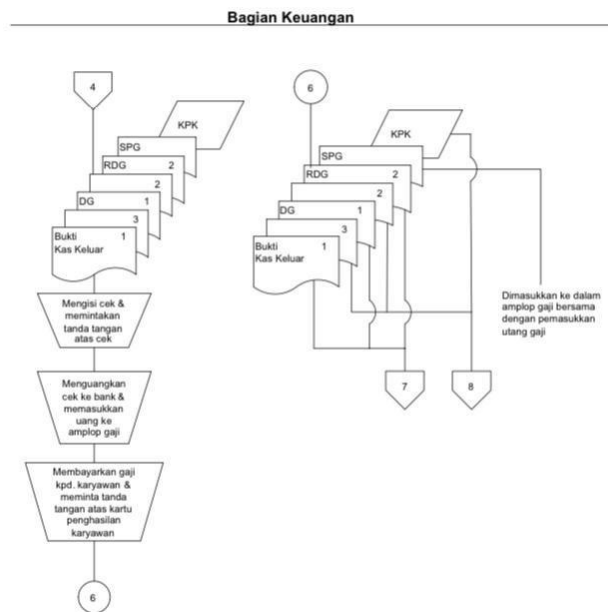 Bagian Keuangan
4
KPK
SPG
RDG 2
2
DG 1
3
Bukti 1
Kas Keluar
Mengisi cek &
memintakan
tanda tangan
atas cek
Menguangkan
cek ke bank &
memasukkan
uang ke
amplop gaji
Membayarkan gaji
kpd. karyawan &
meminta tanda
tangan atas kartu
penghasilan
karyawan
6
6
KPK
SPG
RDG 2
2
DG 1
3
Bukti 1
Kas Keluar
Dimasukkan ke dalam
amplop gaji bersama
dengan pemasukkan
utang gaji
7
8